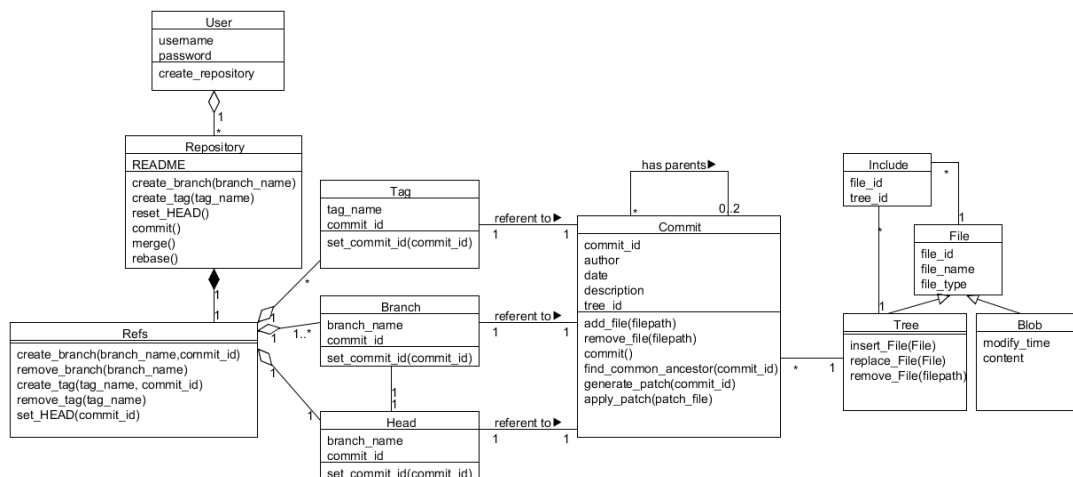 User
username
password
create_repository
1
*
Repository
README
create_branch(branch_name)
create_tag(tag_name)
reset_HEAD()
commit()
merge()
rebase()
1
1
Refs
create_branch(branch_name,commit_id)
remove_branch(branch_name)
create_tag(tag_name, commit_id)
remove_tag(tag_name)
set_HEAD(commit_id)
1
*
1
1..*
1
1
Tag
tag_name
commit_id
set_commit_id(commit_id)
referent to►
1
1
Branch
branch_name
commit_id
set_commit_id(commit_id)
referent to►
1
1
1
1
Head
branch_name
commit_id
set_commit_id(commit_id)
referent to►
1
1
has parents►
*
0..2
Commit
commit_id
author
date
description
tree_id
add_file(filepath)
remove_file(filepath)
commit()
find_common_ancestor(commit_id)
generate_patch(commit_id)
apply_patch(patch_file)
*
1
Include
file_id
tree_id
*
1
*
1
File
file_id
file_name
file_type
Tree
insert_File(File)
replace_File(File)
remove_File(filepath)
Blob
modify_time
content